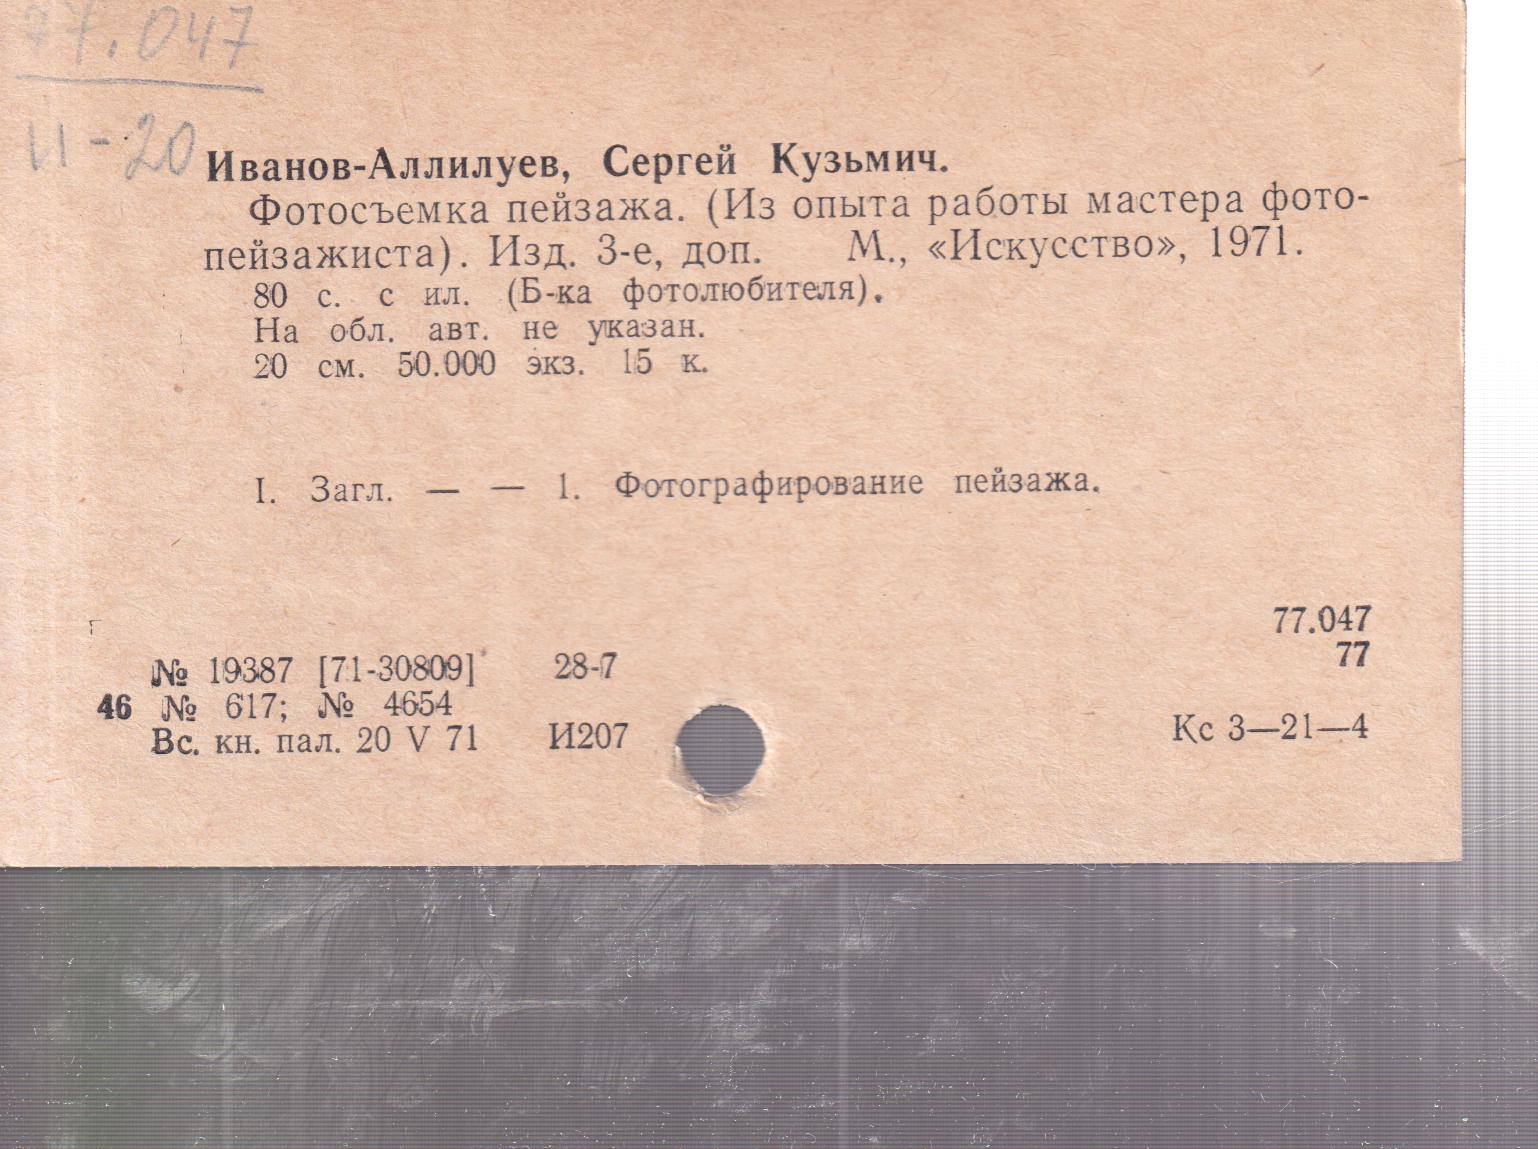 77.047
И-20
Иванов-Аллилуев, Сергей Кузьмич.
Фотосъемка пейзажа. (Из опыта работы мастера фото-
пейзажиста). Изд. 3-е, доп. М., «Искусство», 1971.
80 с. с ил. (Б-ка фотолюбителя).
На обл. авт. не указан.
20 см. 50.000 экз. 15 к.
I. Загл. — — 1. Фотографирование пейзажа.
77.047
77
№ 19387 [71-30809] 28-7
46 № 617; № 4654
Вс. кн. пал. 20 V 71 И207 Кс 3—21—4